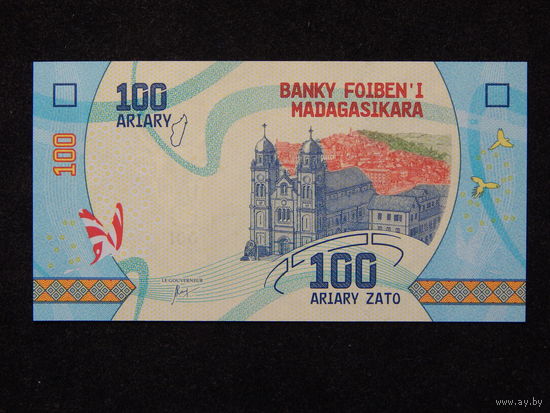 100
ARIARY
BANKY FOIBEN'I
MADAGASIKARA
100
LE GOUVERNEUR
100
ARIARY ZATO
www.ay.by